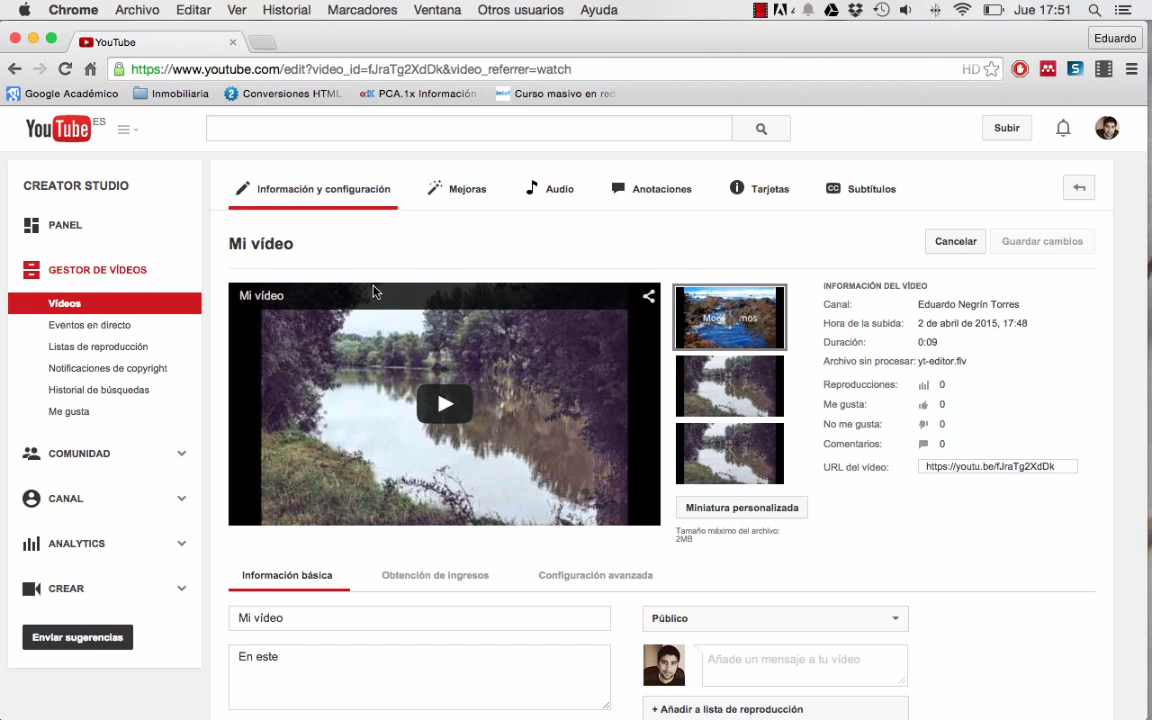 Chrome Archivo Editar Ver Historial Marcadores Ventana Otros usuarios Ayuda Jue 17:51
YouTube Eduardo
https://www.youtube.com/edit?video_id=fJraTg2XdDk&video_referrer=watch HD
Google Académico Inmobiliaria Conversiones HTML PCA.1x Información Curso masivo en red
YouTube ES Subir
CREATOR STUDIO
PANEL
GESTOR DE VÍDEOS
Vídeos
Eventos en directo
Listas de reproducción
Notificaciones de copyright
Historial de búsquedas
Me gusta
COMUNIDAD
CANAL
ANALYTICS
CREAR
Enviar sugerencias
Información y configuración Mejoras Audio Anotaciones Tarjetas CC Subtítulos
Mi vídeo Cancelar Guardar cambios
Mi vídeo
Miniatura personalizada
Tamaño máximo del archivo:
2MB
INFORMACIÓN DEL VÍDEO
Canal: Eduardo Negrín Torres
Hora de la subida: 2 de abril de 2015, 17:48
Duración: 0:09
Archivo sin procesar: yt-editor.flv
Reproducciones: 0
Me gusta: 0
No me gusta: 0
Comentarios: 0
URL del vídeo: https://youtu.be/fJraTg2XdDk
Información básica Obtención de ingresos Configuración avanzada
Mi vídeo
En este
Público
Añade un mensaje a tu vídeo
+ Añadir a lista de reproducción